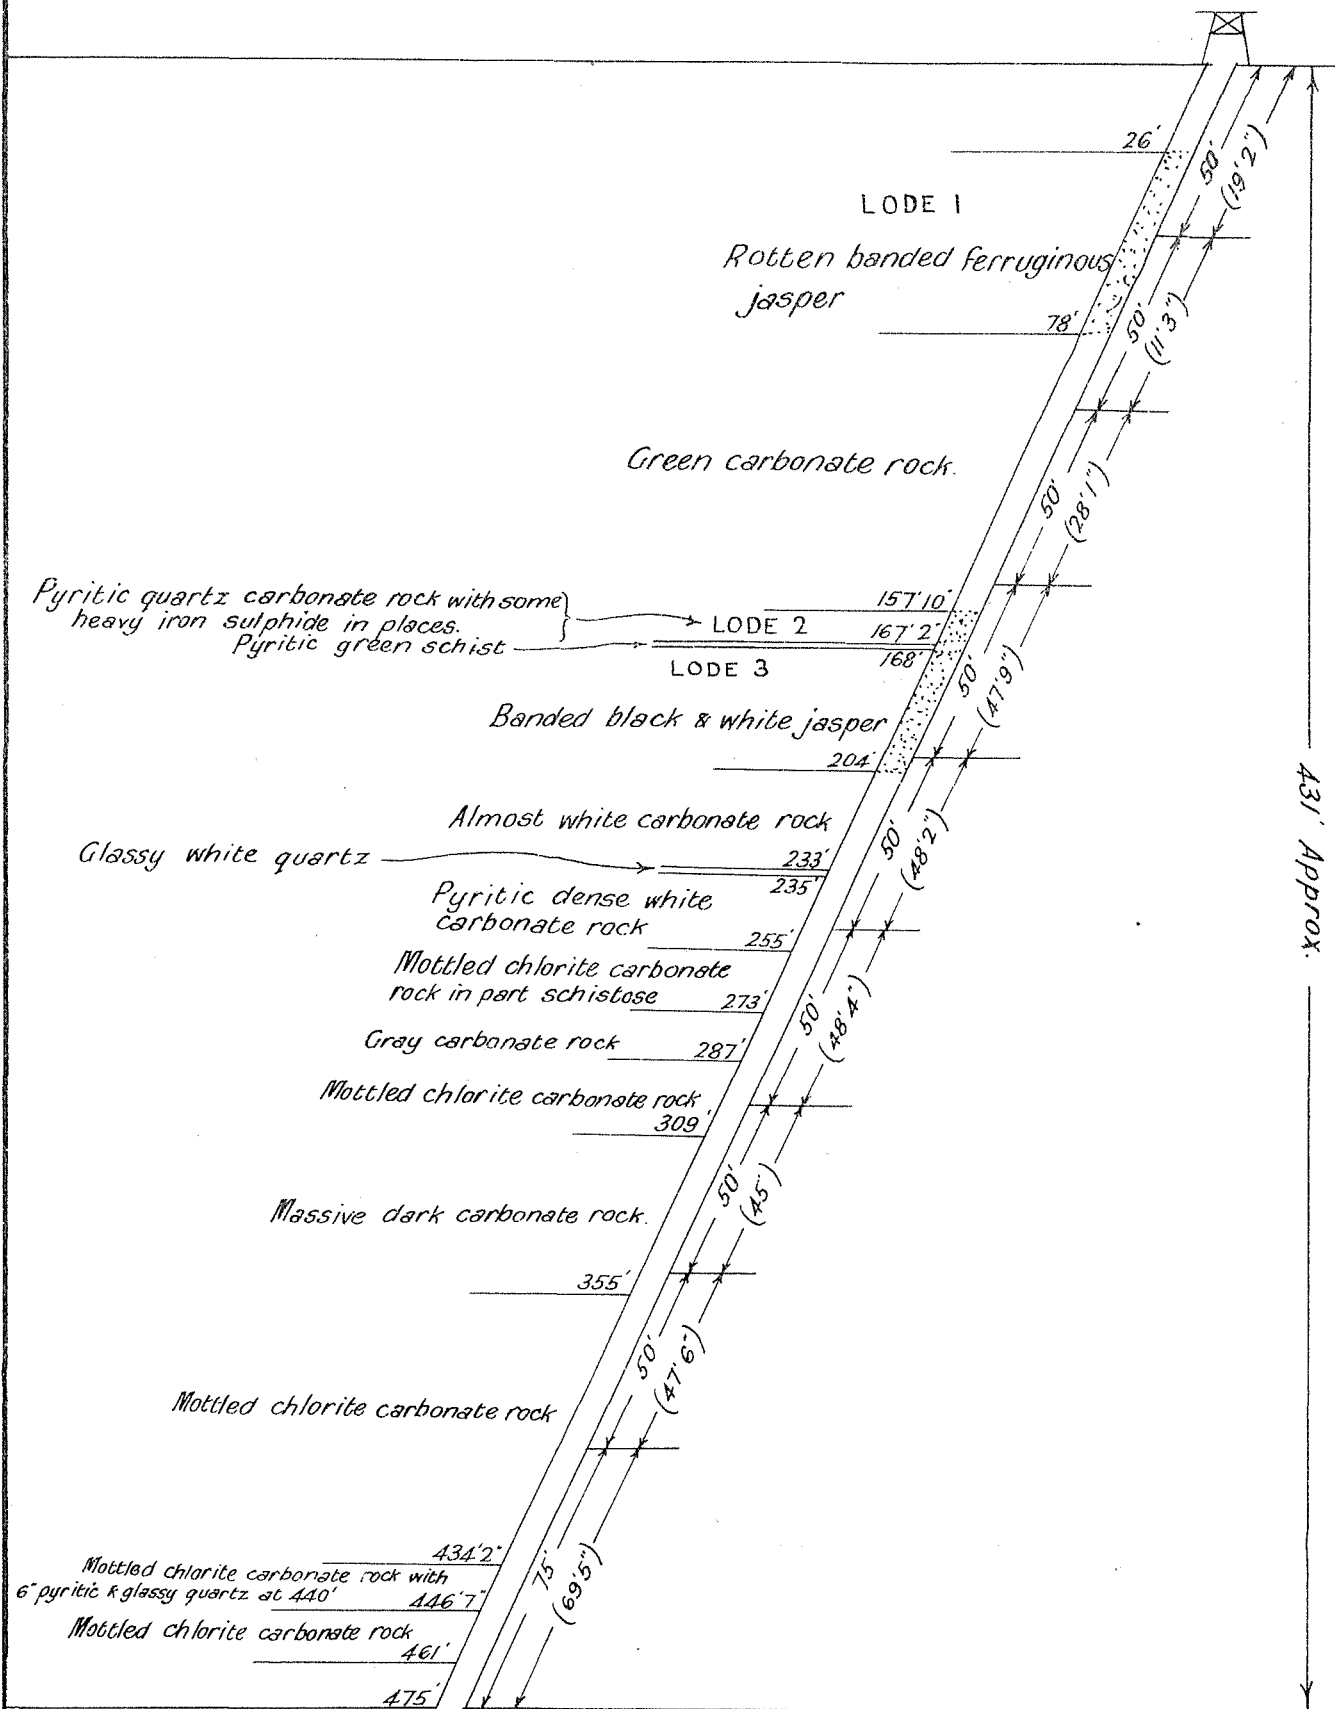 26'
50'
(19' 2")
LODE 1
Rotten banded ferruginous
jasper
78'
50'
(11' 3")
Green carbonate rock.
50'
(28' 1")
Pyritic quartz carbonate rock with some
heavy iron sulphide in places.
157' 10"
LODE 2
167' 2"
Pyritic green schist
168'
LODE 3
50'
(47' 9")
Banded black & white jasper
204'
431' Approx.
Almost white carbonate rock
50'
(48' 2")
Glassy white quartz
233'
235'
Pyritic dense white
carbonate rock
255'
Mottled chlorite carbonate
rock in part schistose
273'
50'
(48' 4")
Gray carbonate rock
287'
Mottled chlorite carbonate rock
309'
50'
(45')
Massive dark carbonate rock.
355'
50'
(47' 6")
Mottled chlorite carbonate rock
434' 2"
Mottled chlorite carbonate rock with
6" pyritic & glassy quartz at 440'
446' 7"
75'
(69' 5")
Mottled chlorite carbonate rock
461'
475'